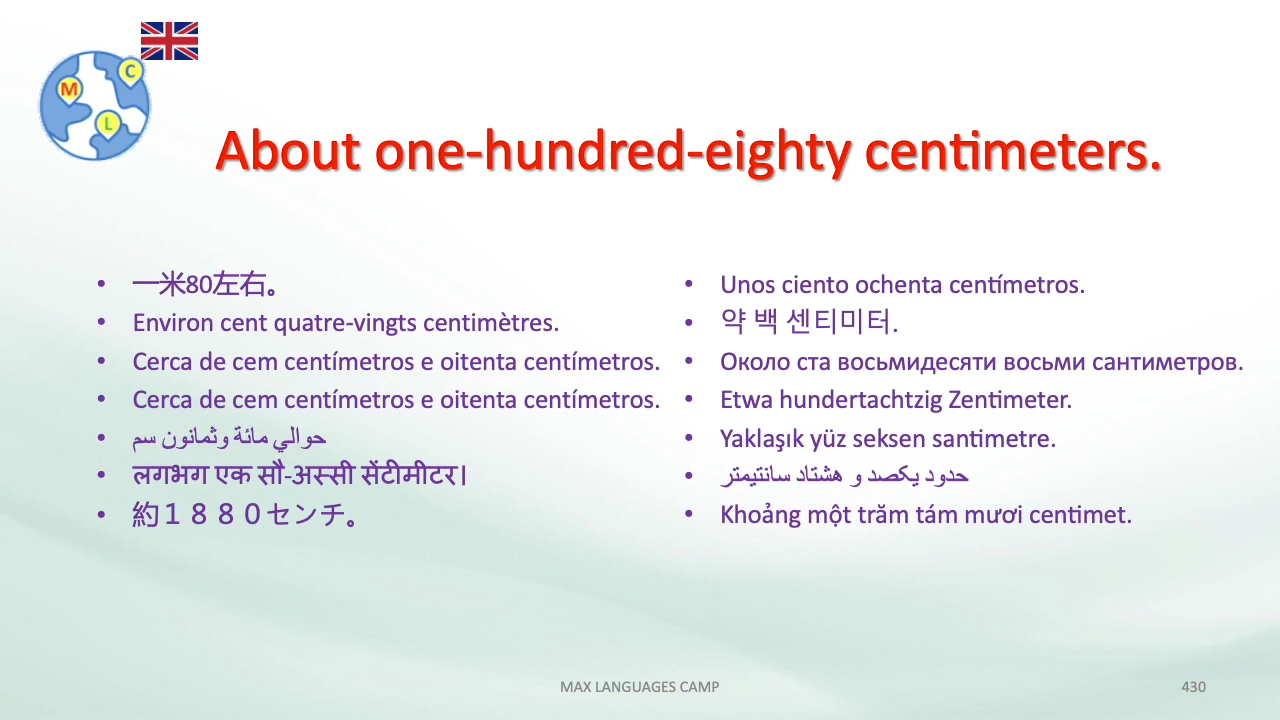 M
C
L
About one-hundred-eighty centimeters.
• 一米80左右。
• Environ cent quatre-vingts centimètres.
• Cerca de cem centímetros e oitenta centímetros.
• Cerca de cem centímetros e oitenta centímetros.
• حوالي مائة وثمانون سم
• लगभग एक सौ-अस्सी सेंटीमीटर।
• 約１８８０センチ。
• Unos ciento ochenta centímetros.
• 약 백 센티미터.
• Около ста восьмидесяти восьми сантиметров.
• Etwa hundertachtzig Zentimeter.
• Yaklaşık yüz seksen santimetre.
• حدود یکصد و هشتاد سانتیمتر
• Khoảng một trăm tám mươi centimet.
MAX LANGUAGES CAMP
430